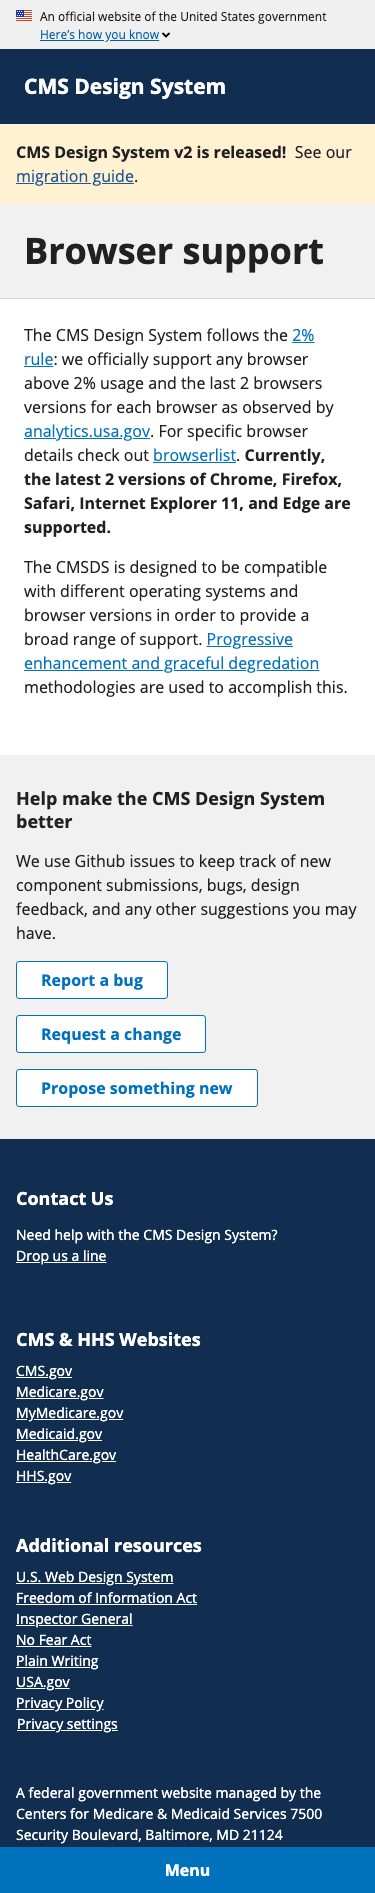 An official website of the United States government
Here's how you know
CMS Design System
CMS Design System v2 is released! See our
migration guide.
Browser support
The CMS Design System follows the 2%
rule: we officially support any browser
above 2% usage and the last 2 browsers
versions for each browser as observed by
analytics.usa.gov. For specific browser
details check out browserlist. Currently,
the latest 2 versions of Chrome, Firefox,
Safari, Internet Explorer 11, and Edge are
supported.
The CMSDS is designed to be compatible
with different operating systems and
browser versions in order to provide a
broad range of support. Progressive
enhancement and graceful degredation
methodologies are used to accomplish this.
Help make the CMS Design System
better
We use Github issues to keep track of new
component submissions, bugs, design
feedback, and any other suggestions you may
have.
Report a bug
Request a change
Propose something new
Contact Us
Need help with the CMS Design System?
Drop us a line
CMS & HHS Websites
CMS.gov
Medicare.gov
MyMedicare.gov
Medicaid.gov
HealthCare.gov
HHS.gov
Additional resources
U.S. Web Design System
Freedom of Information Act
Inspector General
No Fear Act
Plain Writing
USA.gov
Privacy Policy
Privacy settings
A federal government website managed by the
Centers for Medicare & Medicaid Services 7500
Security Boulevard, Baltimore, MD 21124
Menu